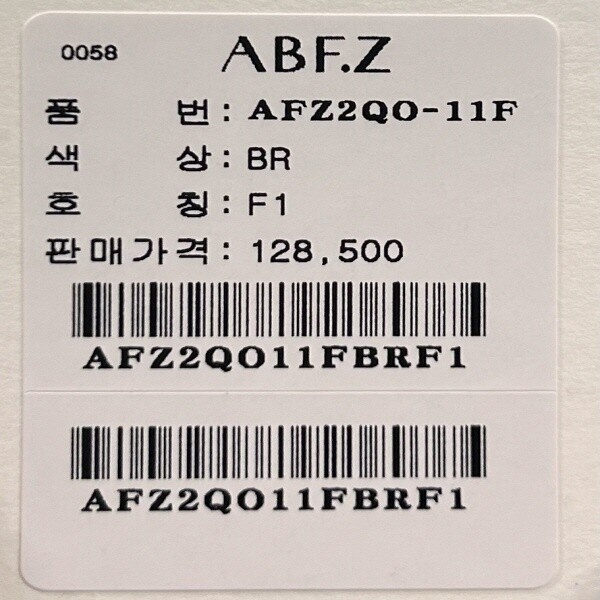 0058 ABF.Z
품 번 : AFZ2QO-11F
색 상 : BR
호 칭 : F1
판매가격 : 128,500
AFZ2QO11FBRF1
AFZ2QO11FBRF1